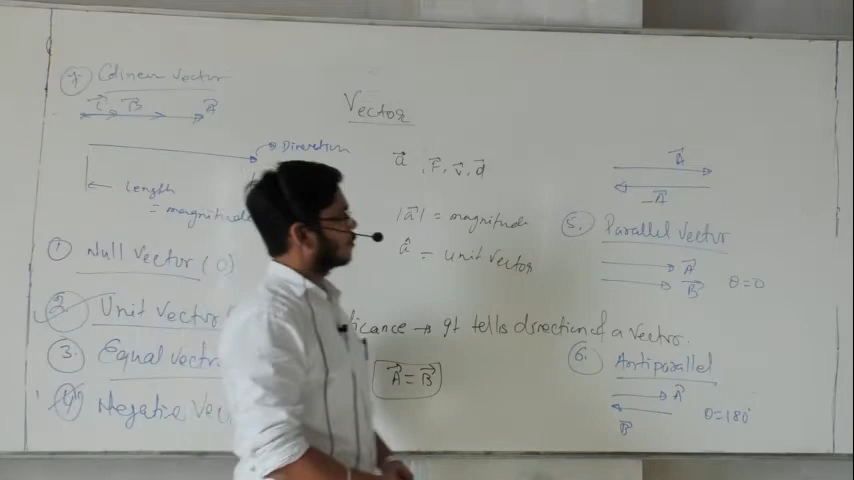 Vector
7. Colinear vector
C⃗ B⃗ A⃗
Direction
Length
= magnitude
1 Null Vector (0)
2. Unit Vector
3. Equal vect
4 Negative Vec
a⃗, F⃗, v⃗, d⃗
|a⃗| = magnitude
â = unit vector
ficance → It tells direction of a vector.
A⃗ = B⃗
A⃗
-A⃗
5. Parallel vector
A⃗
B⃗ θ=0
6. Antiparallel
A⃗
B⃗ θ=180°